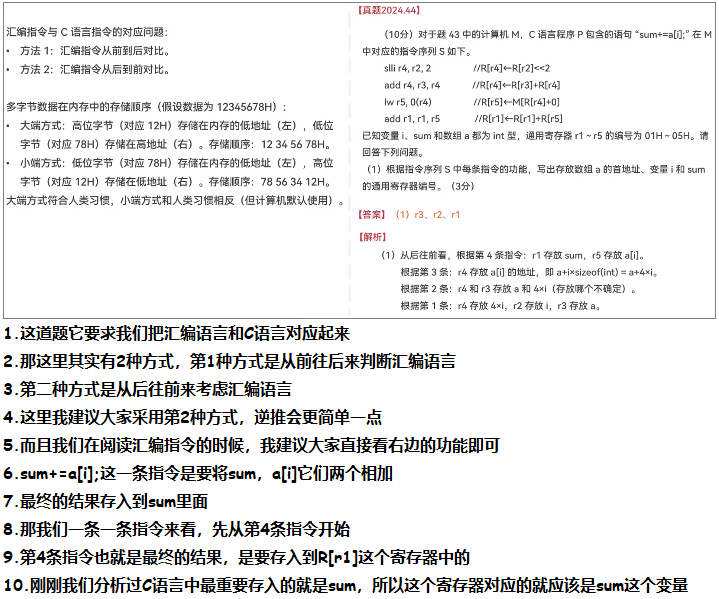 汇编指令与 C 语言指令的对应问题：
• 方法 1：汇编指令从前到后对比。
• 方法 2：汇编指令从后到前对比。
多字节数据在内存中的存储顺序（假设数据为 12345678H）：
• 大端方式：高位字节（对应 12H）存储在内存的低地址（左），低位
字节（对应 78H）存储在高地址（右）。存储顺序：12 34 56 78H。
• 小端方式：低位字节（对应 78H）存储在内存的低地址（左），高位
字节（对应 12H）存储在低地址（右）。存储顺序：78 56 34 12H。
大端方式符合人类习惯，小端方式和人类习惯相反（但计算机默认使用）。
【真题2024.44】
（10分）对于题 43 中的计算机 M，C 语言程序 P 包含的语句 “sum+=a[i];” 在 M
中对应的指令序列 S 如下。
slli r4, r2, 2 //R[r4]←R[r2]<<2
add r4, r3, r4 //R[r4]←R[r3]+R[r4]
lw r5, 0(r4) //R[r5]←M[R[r4]+0]
add r1, r1, r5 //R[r1]←R[r1]+R[r5]
已知变量 i、sum 和数组 a 都为 int 型，通用寄存器 r1 ~ r5 的编号为 01H ~ 05H。请
回答下列问题。
（1）根据指令序列 S 中每条指令的功能，写出存放数组 a 的首地址、变量 i 和 sum
的通用寄存器编号。（3分）
【答案】（1）r3、r2、r1
【解析】
（1）从后往前看，根据第 4 条指令：r1 存放 sum，r5 存放 a[i]。
根据第 3 条：r4 存放 a[i] 的地址，即 a+i×sizeof(int) = a+4×i。
根据第 2 条：r4 和 r3 存放 a 和 4×i（存放哪个不确定）。
根据第 1 条：r4 存放 4×i，r2 存放 i，r3 存放 a。
1.这道题它要求我们把汇编语言和C语言对应起来
2.那这里其实有2种方式，第1种方式是从前往后来判断汇编语言
3.第二种方式是从后往前来考虑汇编语言
4.这里我建议大家采用第2种方式，逆推会更简单一点
5.而且我们在阅读汇编指令的时候，我建议大家直接看右边的功能即可
6.sum+=a[i];这一条指令是要将sum，a[i]它们两个相加
7.最终的结果存入到sum里面
8.那我们一条一条指令来看，先从第4条指令开始
9.第4条指令也就是最终的结果，是要存入到R[r1]这个寄存器中的
10.刚刚我们分析过C语言中最重要存入的就是sum，所以这个寄存器对应的就应该是sum这个变量